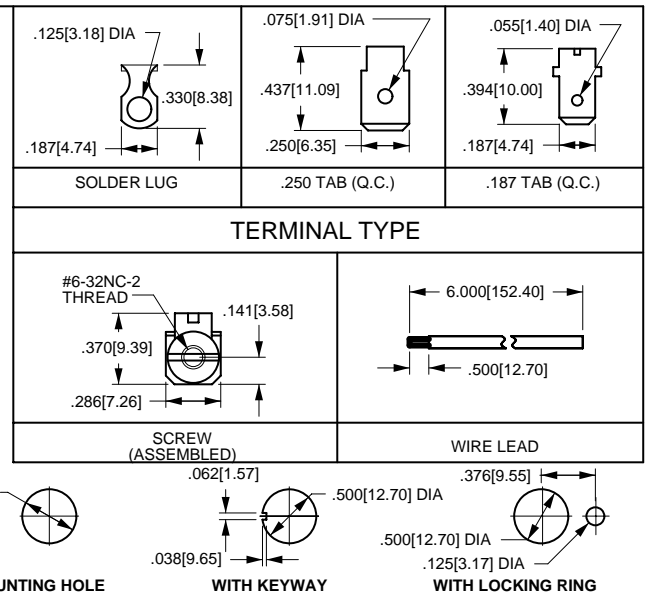 .125[3.18] DIA
.330[8.38]
.187[4.74]
SOLDER LUG
.075[1.91] DIA
.437[11.09]
.250[6.35]
.250 TAB (Q.C.)
.055[1.40] DIA
.394[10.00]
.187[4.74]
.187 TAB (Q.C.)
TERMINAL TYPE
#6-32NC-2
THREAD
.141[3.58]
.370[9.39]
.286[7.26]
SCREW
(ASSEMBLED)
6.000[152.40]
.500[12.70]
WIRE LEAD
HOLE
.062[1.57]
.500[12.70] DIA
.038[9.65]
WITH KEYWAY
.376[9.55]
.500[12.70] DIA
.125[3.17] DIA
WITH LOCKING RING